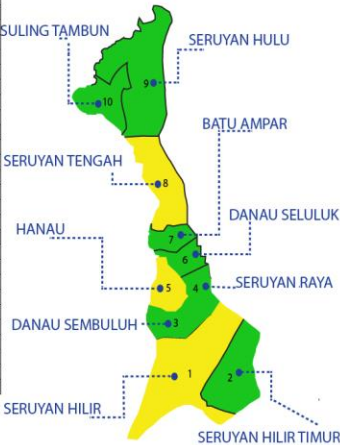 SULING TAMBUN
SERUYAN HULU
9
10
BATU AMPAR
SERUYAN TENGAH
8
DANAU SELULUK
HANAU
7
6
SERUYAN RAYA
5
4
DANAU SEMBULUH
3
1
2
SERUYAN HILIR
SERUYAN HILIR TIMUR